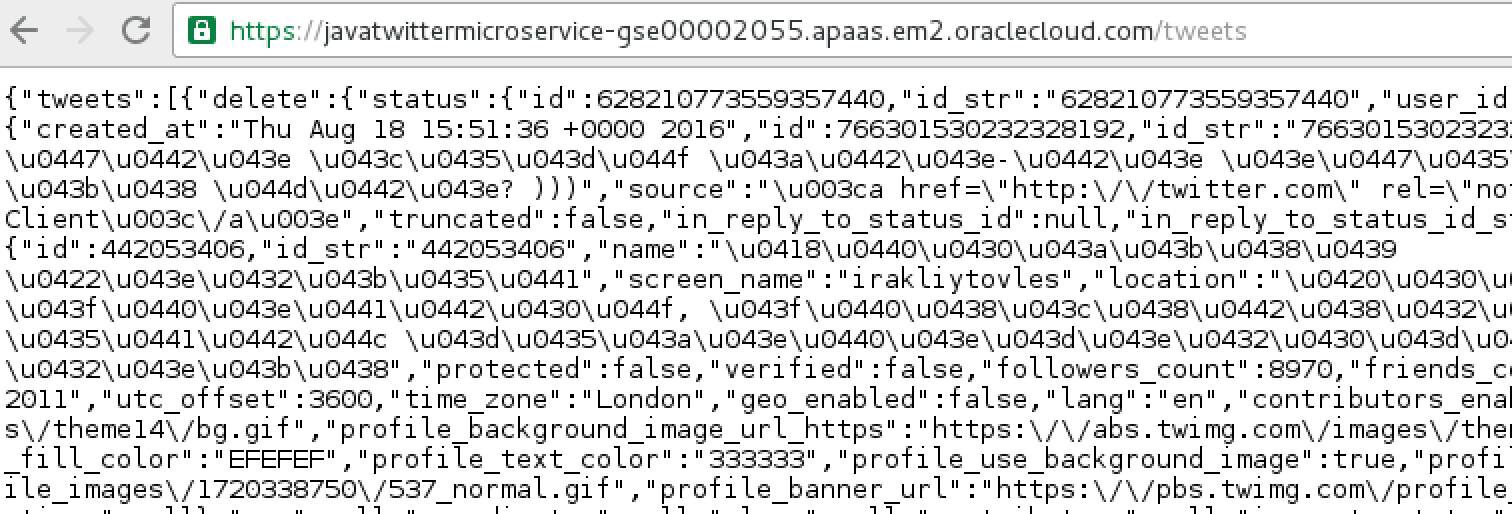 https://javatwittermicroservice-gse00002055.apaas.em2.oraclecloud.com/tweets
{"tweets":[{"delete":{"status":{"id":628210773559357440,"id_str":"628210773559357440","user_id
{"created_at":"Thu Aug 18 15:51:36 +0000 2016","id":766301530232328192,"id_str":"7663015302323
\u0447\u0442\u043e \u043c\u0435\u043d\u044f \u043a\u0442\u043e-\u0442\u043e \u043e\u0447\u0435
\u043b\u0438 \u044d\u0442\u043e? )))","source":"\u003ca href=\"http:\/\/twitter.com\" rel=\"no
Client\u003c\/a\u003e","truncated":false,"in_reply_to_status_id":null,"in_reply_to_status_id_s
{"id":442053406,"id_str":"442053406","name":"\u0418\u0440\u0430\u043a\u043b\u0438\u0439
\u0422\u043e\u0432\u043b\u0435\u0441","screen_name":"irakliytovles","location":"\u0420\u0430\u0
\u043f\u0440\u043e\u0441\u0442\u0430\u044f, \u043f\u0440\u0438\u043c\u0438\u0442\u0438\u0432\u0
\u0435\u0441\u0442\u044c \u043d\u0435\u043a\u043e\u0440\u043e\u043d\u043e\u0432\u0430\u043d\u0
\u0432\u043e\u043b\u0438","protected":false,"verified":false,"followers_count":8970,"friends_co
2011","utc_offset":3600,"time_zone":"London","geo_enabled":false,"lang":"en","contributors_enab
s\/theme14\/bg.gif","profile_background_image_url_https":"https:\/\/abs.twimg.com\/images\/them
_fill_color":"EFEFEF","profile_text_color":"333333","profile_use_background_image":true,"profil
ile_images\/1720338750\/537_normal.gif","profile_banner_url":"https:\/\/pbs.twimg.com\/profile_